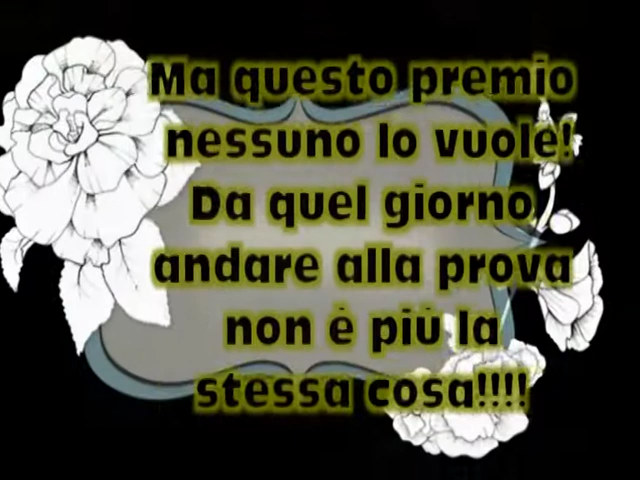 Ma questo premio
nessuno lo vuole!
Da quel giorno
andare alla prova
non è più la
stessa cosa!!!!